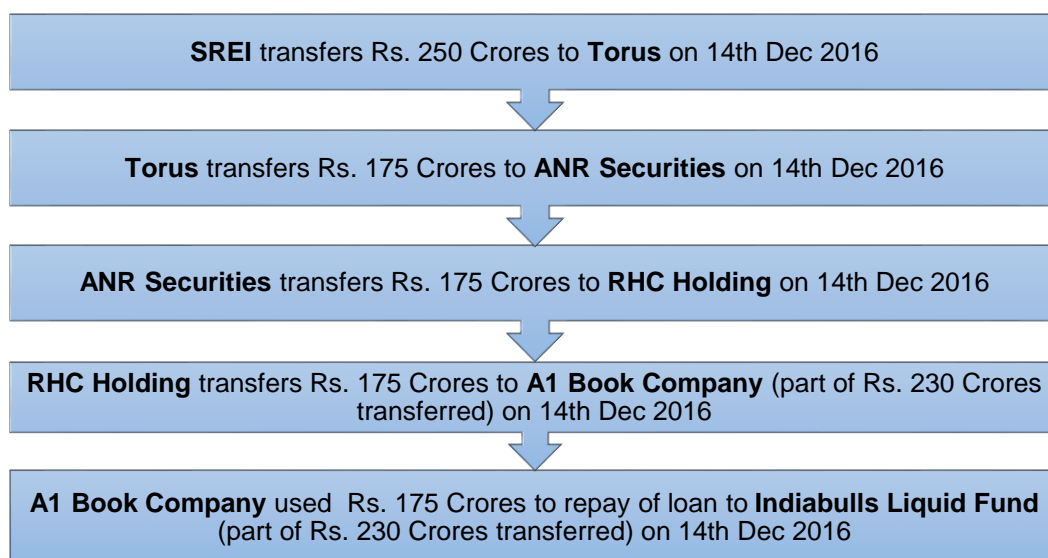 SREI transfers Rs. 250 Crores to Torus on 14th Dec 2016
Torus transfers Rs. 175 Crores to ANR Securities on 14th Dec 2016
ANR Securities transfers Rs. 175 Crores to RHC Holding on 14th Dec 2016
RHC Holding transfers Rs. 175 Crores to A1 Book Company (part of Rs. 230 Crores
transferred) on 14th Dec 2016
A1 Book Company used Rs. 175 Crores to repay of loan to Indiabulls Liquid Fund
(part of Rs. 230 Crores transferred) on 14th Dec 2016